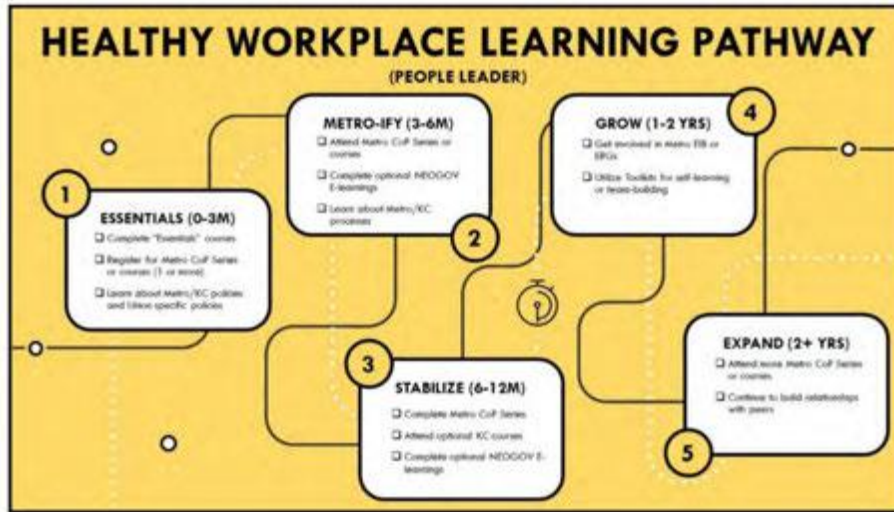 HEALTHY WORKPLACE LEARNING PATHWAY
(PEOPLE LEADER)
1
ESSENTIALS (0-3M)
Complete "Essentials" courses
Register for Metro CoP Series
or courses (1 or more)
Learn about Metro/KC policies
and Union specific policies
METRO-IFY (3-6M)
Attend Metro CoP Series or
courses
Complete optional NEOGOV
E-learnings
Learn about Metro/KC
processes
2
3
STABILIZE (6-12M)
Complete Metro CoP Series
Attend optional KC courses
Complete optional NEOGOV E-
learnings
4
GROW (1-2 YRS)
Get involved in Metro or
Utilize Toolkits for self-learning
or team-building
EXPAND (2+ YRS)
Attend more Metro CoP Series
or courses
Continue to build relationships
with peers
5